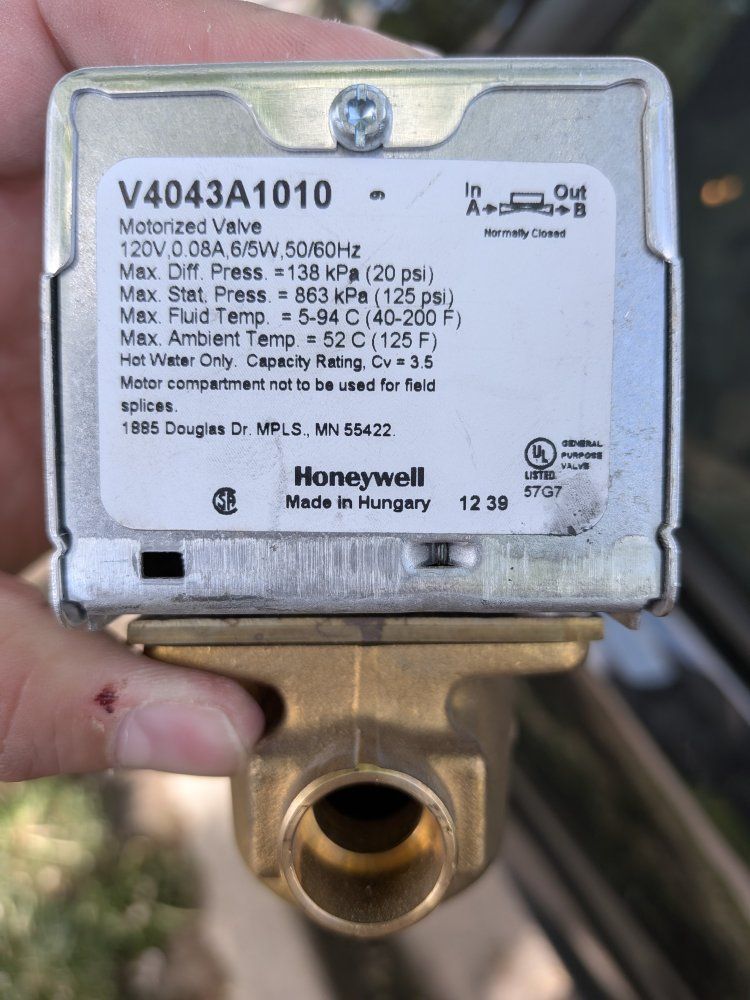 V4043A1010 9
In Out
A B
Normally Closed
Motorized Valve
120V,0.08A,6/5W,50/60Hz
Max. Diff. Press. =138 kPa (20 psi)
Max. Stat. Press. = 863 kPa (125 psi)
Max. Fluid Temp. = 5-94 C (40-200 F)
Max. Ambient Temp. = 52 C (125 F)
Hot Water Only. Capacity Rating, Cv = 3.5
Motor compartment not to be used for field
splices.
1885 Douglas Dr. MPLS., MN 55422.
UL
LISTED
57G7
GENERAL
PURPOSE
VALVE
Honeywell
SA
Made in Hungary 12 39